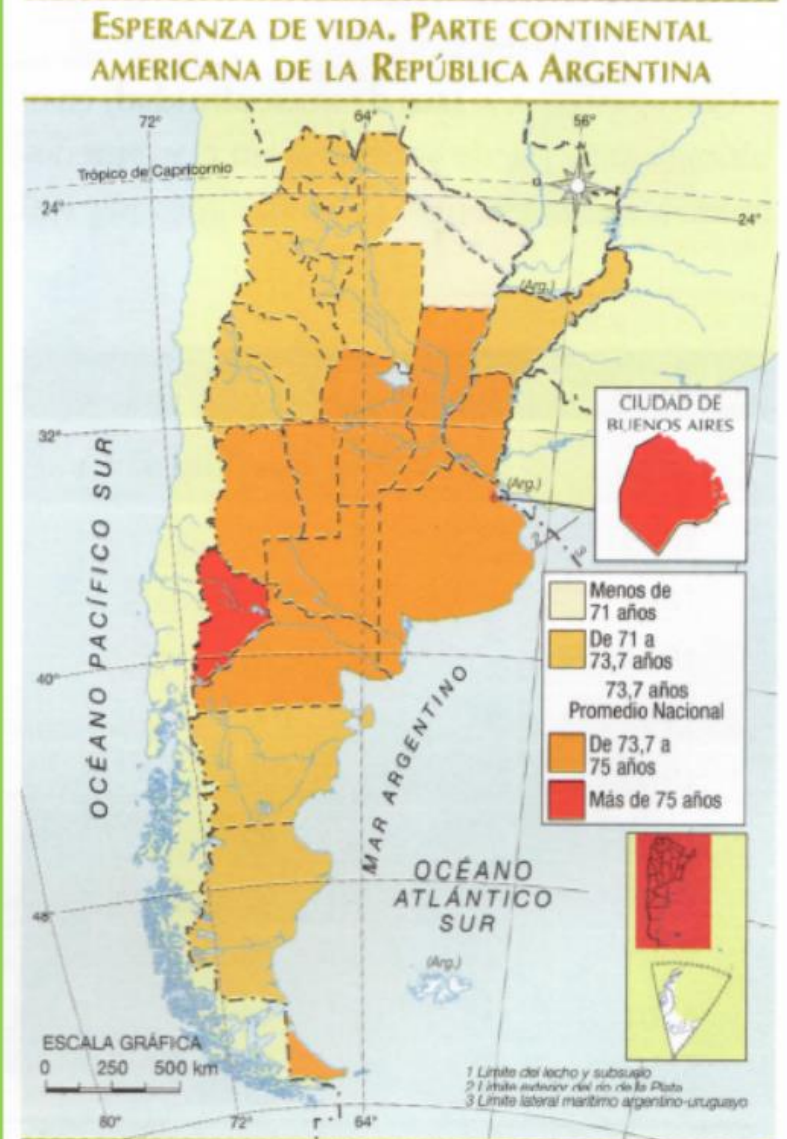 ESPERANZA DE VIDA. PARTE CONTINENTAL
AMERICANA DE LA REPÚBLICA ARGENTINA
72°
64°
56°
Trópico de Capricornio
24°
24°
(Arg.)
CIUDAD DE
BUENOS AIRES
32°
(Arg.)
1
2
3
OCÉANO PACÍFICO SUR
Menos de
71 años
De 71 a
73,7 años
73,7 años
Promedio Nacional
De 73,7 a
75 años
Más de 75 años
40°
MAR ARGENTINO
OCÉANO
ATLÁNTICO
SUR
48°
(Arg.)
ESCALA GRÁFICA
0 250 500 km
1 Límite del lecho y subsuelo
2 Límite exterior del río de la Plata
3 Límite lateral marítimo argentino-uruguayo
80°
72°
64°